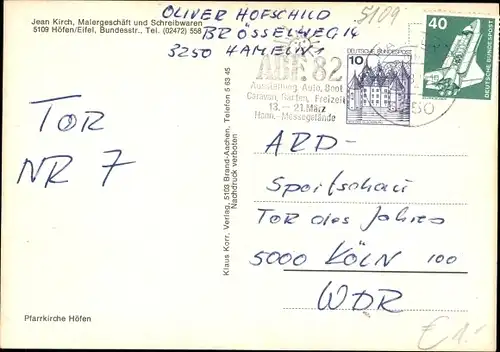 Jean Kirch, Malergeschäft und Schreibwaren
5109 Höfen/Eifel, Bundesstr., Tel. (02472) 558
OLIVER HOFSCHILD
BRÖSSELWEG 14
3250 HAMELN 1
5109
ABF 82
Ausstellung Auto, Boot
Caravan, Garten, Freizeit
13. – 21. März
Hann.-Messegelände
10
DEUTSCHE BUNDESPOST
40
DEUTSCHE BUNDESPOST
3250
TOR
NR 7
Klaus Korr, Verlag, 5103 Brand-Aachen, Telefon 5 63 45
Nachdruck verboten
ARD-
Sportschau
TOR des Jahres
5000 KÖLN 100
WDR
Pfarrkirche Höfen
€ 1.-